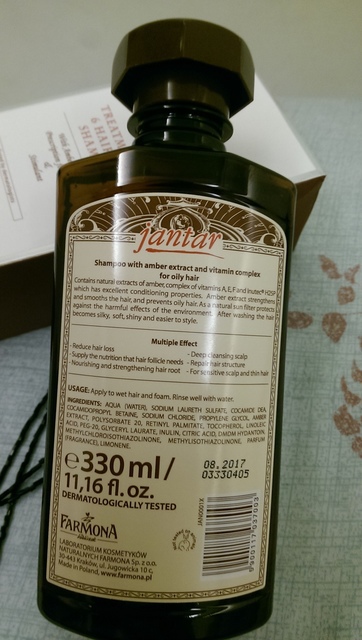 TREATM
& HAIR
SHAM
Jantar
Shampoo with amber extract and vitamin complex
for oily hair
Contains natural extracts of amber, complex of vitamins A,E,F and inutec® H25P
which has excellent conditioning properties. Amber extract strengthens
and smooths the hair, and prevents oily hair. As a natural sun filter protects
against the harmful effects of the environment. After washing the hair
becomes silky, soft, shiny and easier to style.
Multiple Effect
- Reduce hair loss
- Supply the nutrition that hair follicle needs
- Nourishing and strengthening hair root
- Deep cleansing scalp
- Repair hair structure
- For sensitive scalp and thin hair
USAGE: Apply to wet hair and foam. Rinse well with water.
INGREDIENTS: AQUA (WATER), SODIUM LAURETH SULFATE, COCAMIDE DEA,
COCAMIDOPROPYL BETAINE, SODIUM CHLORIDE, PROPYLENE GLYCOL, AMBER
EXTRACT, POLYSORBATE 20, RETINYL PALMITATE, TOCOPHEROL, LINOLEIC
ACID, PEG-20, GLYCERYL LAURATE, INULIN, CITRIC ACID, DMDM HYDANTOIN,
METHYLCHLOROISOTHIAZOLINONE, METHYLISOTHIAZOLINONE, PARFUM
(FRAGRANCE), LIMONENE.
℮330 ml/
11,16 fl.oz.
DERMATOLOGICALLY TESTED
08.2017
03330405
JAN0001X
FARMONA
LABORATORIUM KOSMETYKÓW
NATURALNYCH FARMONA Sp. z o.o.
30-443 Kraków, ul. Jugowicka 10 c,
Made in Poland, www.farmona.pl
5900117037003